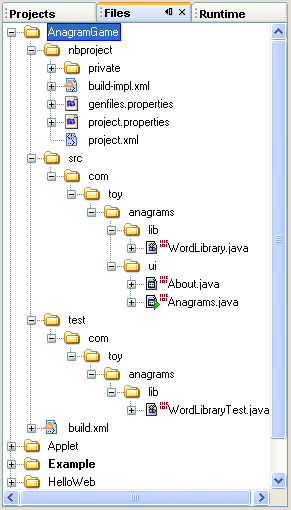 Projects Files Runtime
AnagramGame
nbproject
private
build-impl.xml
genfiles.properties
project.properties
project.xml
src
com
toy
anagrams
lib
WordLibrary.java
ui
About.java
Anagrams.java
test
com
toy
anagrams
lib
WordLibraryTest.java
build.xml
Applet
Example
HelloWeb